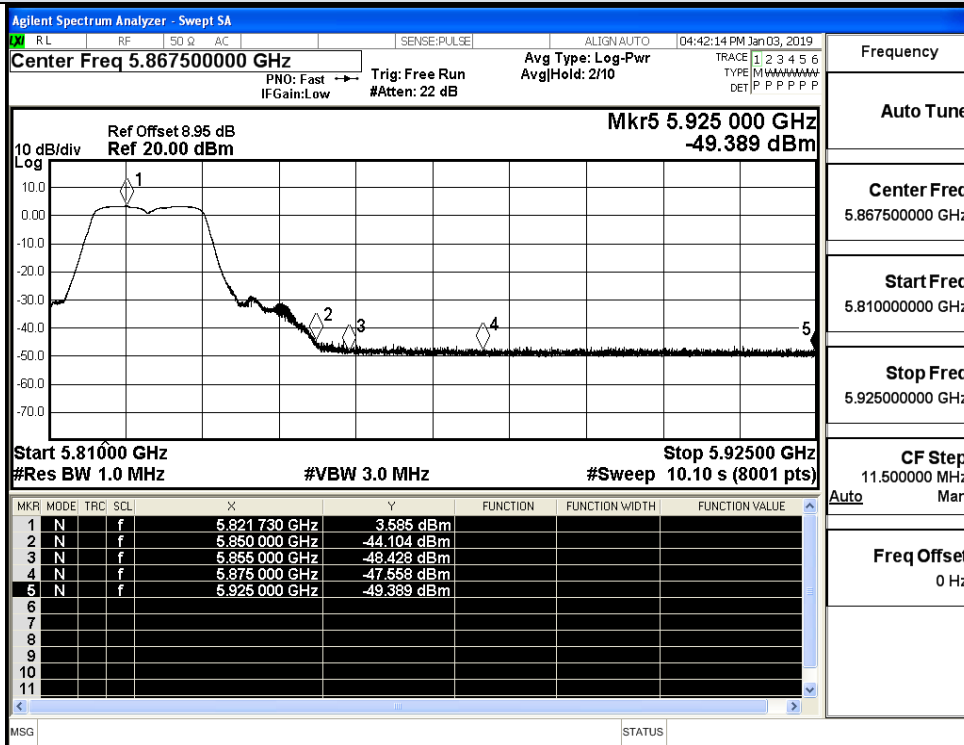 Agilent Spectrum Analyzer - Swept SA
LXI RL RF 50 Ω AC SENSE:PULSE ALIGN AUTO 04:42:14 PM Jan 03, 2019
Center Freq 5.867500000 GHz
PNO: Fast
IFGain:Low
Trig: Free Run
#Atten: 22 dB
Avg Type: Log-Pwr
Avg|Hold: 2/10
TRACE 1 2 3 4 5 6
TYPE M
DET P P P P P P
Mkr5 5.925 000 GHz
-49.389 dBm
Ref Offset 8.95 dB
10 dB/div Ref 20.00 dBm
Log
10.0
0.00
-10.0
-20.0
-30.0
-40.0
-50.0
-60.0
-70.0
1
2
3
4
5
Start 5.81000 GHz Stop 5.92500 GHz
#Res BW 1.0 MHz #VBW 3.0 MHz #Sweep 10.10 s (8001 pts)
MKR MODE TRC SCL X Y FUNCTION FUNCTION WIDTH FUNCTION VALUE
1 N f 5.821 730 GHz 3.585 dBm
2 N f 5.850 000 GHz -44.104 dBm
3 N f 5.855 000 GHz -48.428 dBm
4 N f 5.875 000 GHz -47.558 dBm
5 N f 5.925 000 GHz -49.389 dBm
6
7
8
9
10
11
MSG STATUS
Frequency
Auto Tune
Center Freq
5.867500000 GHz
Start Freq
5.810000000 GHz
Stop Freq
5.925000000 GHz
CF Step
11.500000 MHz
Auto Man
Freq Offset
0 Hz